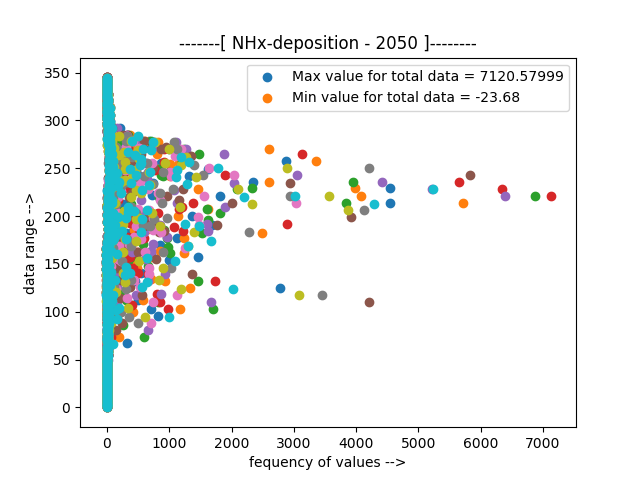 -------[ NHx-deposition - 2050 ]--------
Max value for total data = 7120.57999
Min value for total data = -23.68
350
300
250
200
150
100
50
0
data range -->
0 1000 2000 3000 4000 5000 6000 7000
fequency of values -->